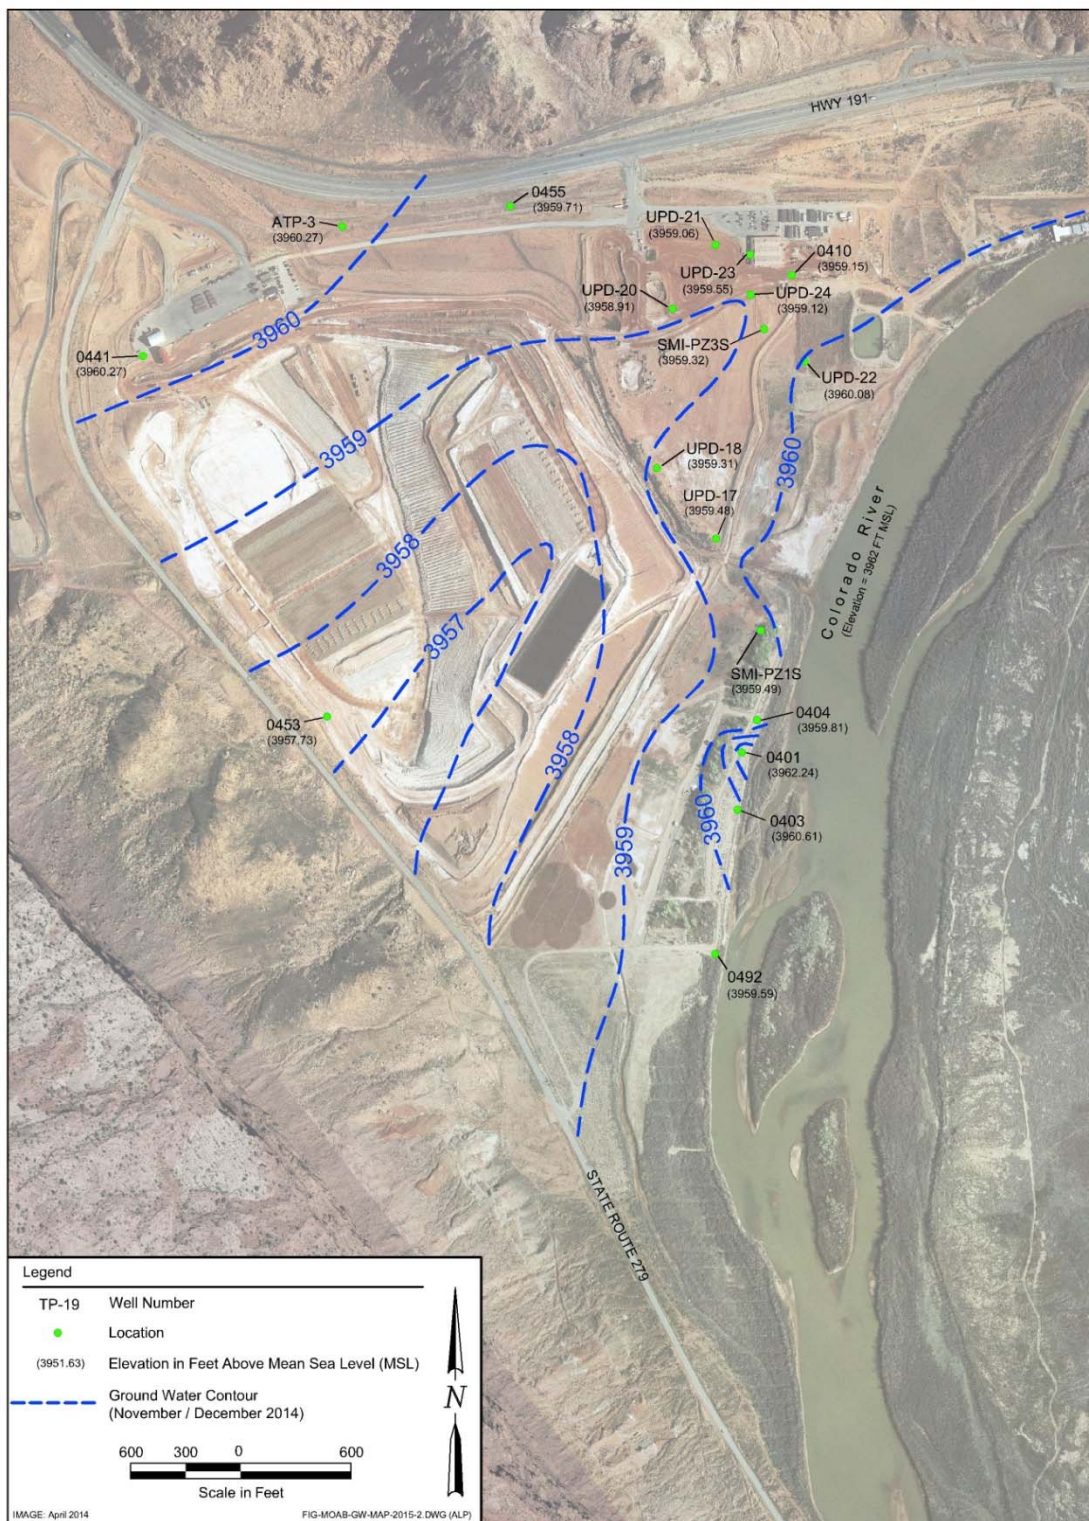 HWY 191
0455
(3959.71)
ATP-3
(3960.27)
UPD-21
(3959.06)
0410
(3959.15)
UPD-23
(3959.55)
UPD-24
(3959.12)
UPD-20
(3958.91)
3960
SMI-PZ3S
(3959.32)
0441
(3960.27)
UPD-22
(3960.08)
3959
UPD-18
(3959.31)
3960
UPD-17
(3959.48)
3958
Colorado River
(Elevation = 3962 FT MSL)
3957
SMI-PZ1S
(3959.49)
0453
(3957.73)
0404
(3959.81)
3958
0401
(3962.24)
3960
0403
(3960.61)
3959
0492
(3959.59)
STATE ROUTE 279
Legend
TP-19 Well Number
Location
(3951.63) Elevation in Feet Above Mean Sea Level (MSL)
Ground Water Contour
(November / December 2014)
N
600 300 0 600
Scale in Feet
IMAGE: April 2014 FIG-MOAB-GW-MAP-2015-2.DWG (ALP)